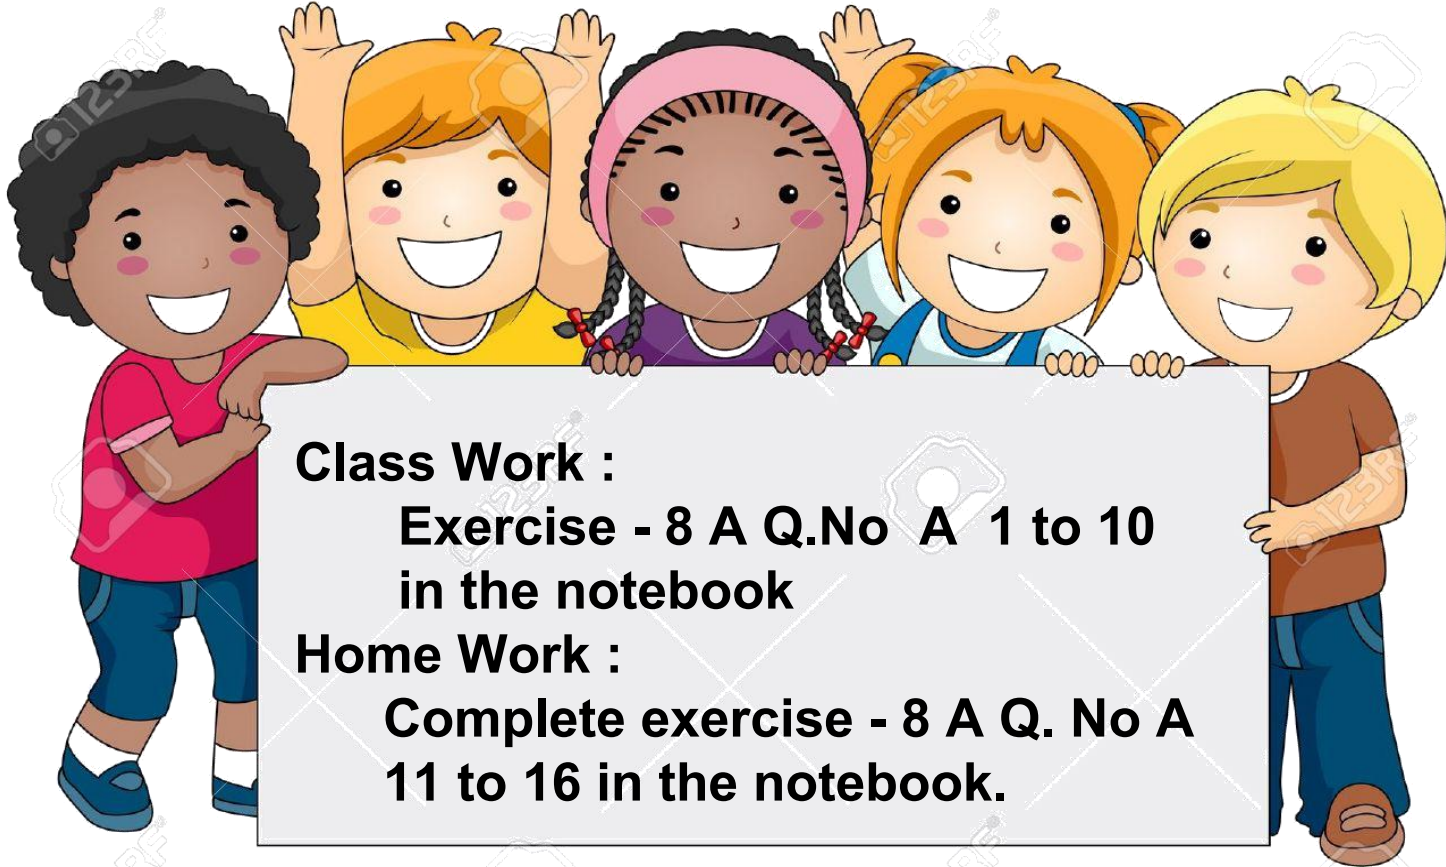 Class Work :
Exercise - 8 A Q.No A 1 to 10
in the notebook
Home Work :
Complete exercise - 8 A Q. No A
11 to 16 in the notebook.